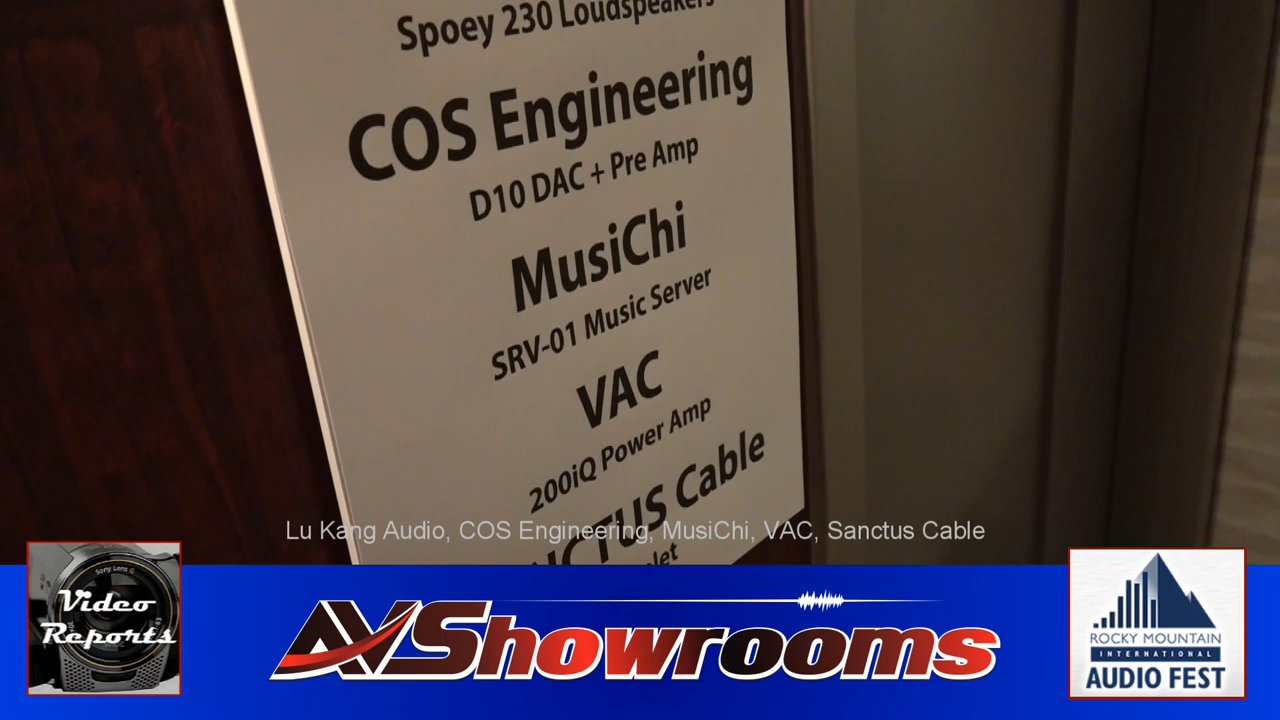 Spoey 230 Loudspeakers
COS Engineering
D10 DAC + Pre Amp
MusiChi
SRV-01 Music Server
VAC
200iQ Power Amp
CTUS Cable
Lu Kang Audio, COS Engineering, MusiChi, VAC, Sanctus Cable
Sony Lens G
Video
Reports
AVShowrooms
ROCKY MOUNTAIN
INTERNATIONAL
AUDIO FEST